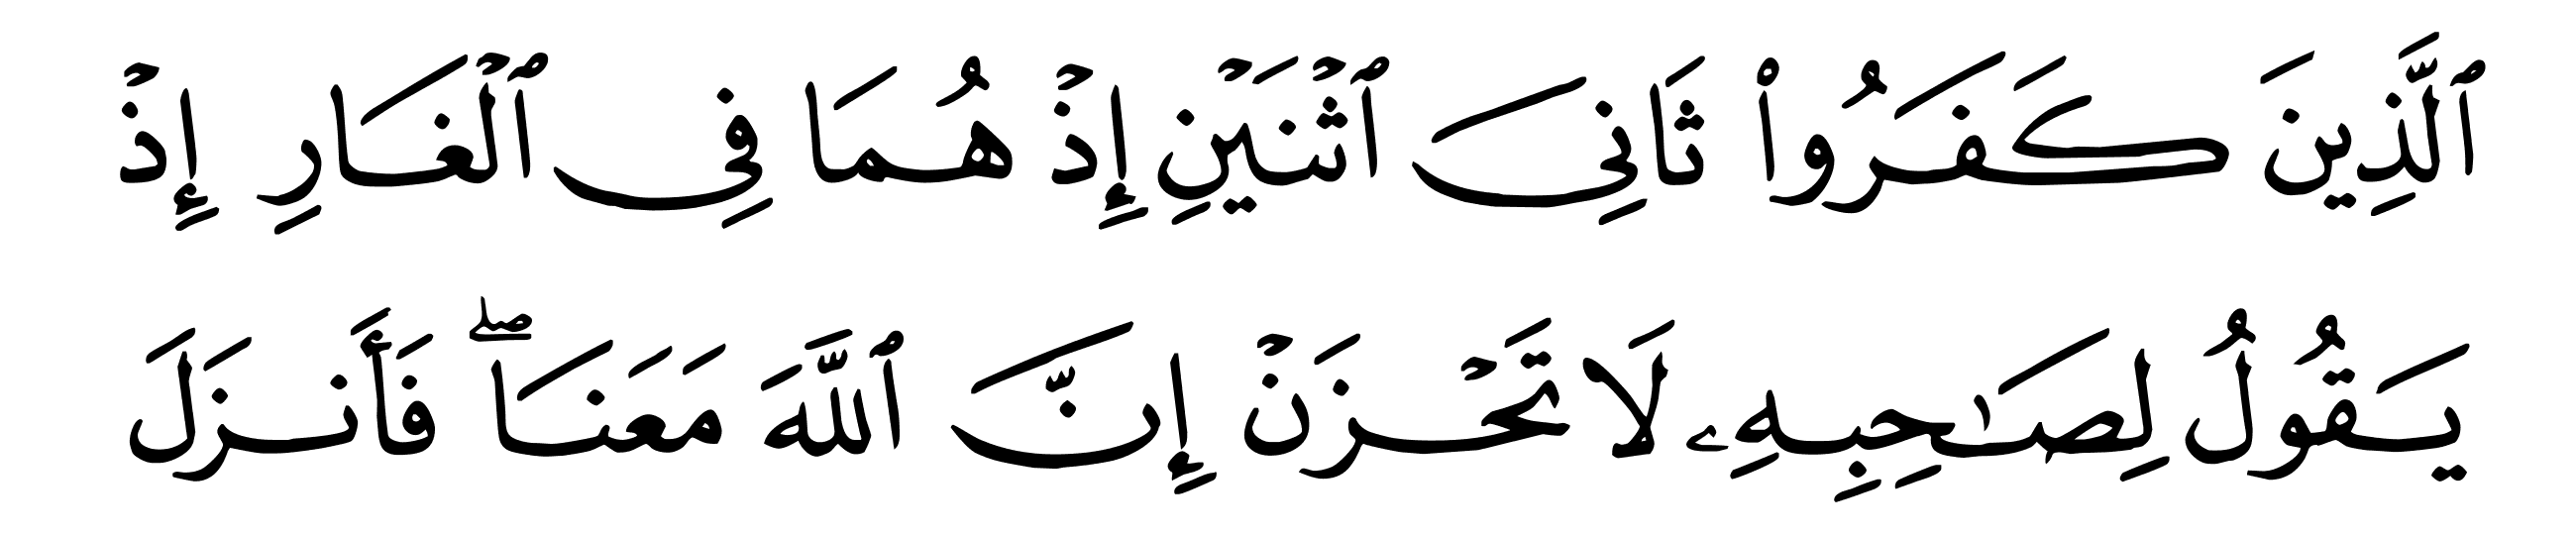 ٱلَّذِينَ كَفَرُوا۟ ثَانِىَ ٱثْنَيْنِ إِذْ هُمَا فِى ٱلْغَارِ إِذْ
يَقُولُ لِصَـٰحِبِهِۦ لَا تَحْزَنْ إِنَّ ٱللَّهَ مَعَنَا ۖ فَأَنزَلَ